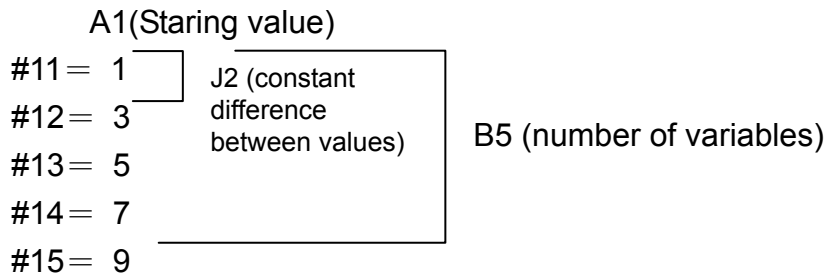 A1(Staring value)
#11＝ 1
#12＝ 3
#13＝ 5
#14＝ 7
#15＝ 9
J2 (constant
difference
between values)
B5 (number of variables)